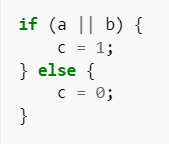 if (a || b) {
    c = 1;
} else {
    c = 0;
}